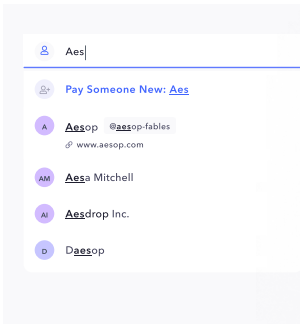 Aes
Pay Someone New: Aes
A Aesop @aesop-fables
www.aesop.com
AM Aesa Mitchell
AI Aesdrop Inc.
D Daesop